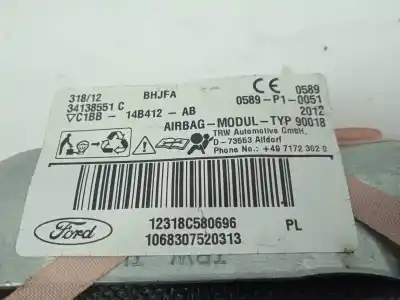 318/12 BHJFA CE 0589
34138551 C 0589-P1-0051
▽C1BB - 14B412 - AB 2012
AIRBAG-MODUL-TYP 90018
TRW Automotive GmbH,
D-73553 Alfdorf
Phone No.: +49 7172 302 0
Ford
12318C580696 PL
1068307520313
TRW